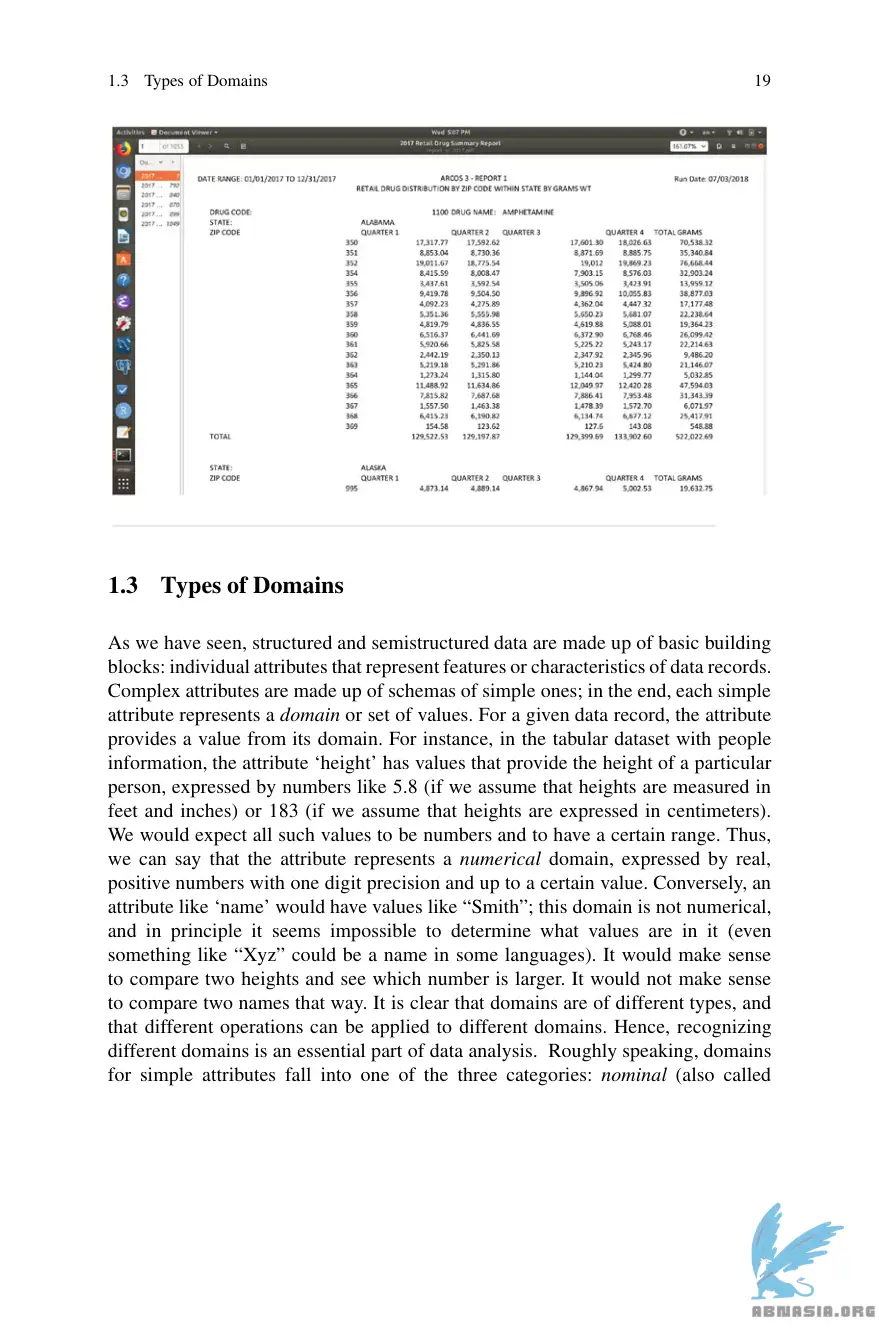 1.3 Types of Domains 19
Activities Document Viewer Wed 5:07 PM en
1 of 1053 2017 Retail Drug Summary Report 161.07%
DATE RANGE: 01/01/2017 TO 12/31/2017 ARCOS 3 - REPORT 1 Run Date: 07/03/2018
RETAIL DRUG DISTRIBUTION BY ZIP CODE WITHIN STATE BY GRAMS WT
DRUG CODE: 1100 DRUG NAME: AMPHETAMINE
STATE: ALABAMA
ZIP CODE QUARTER 1 QUARTER 2 QUARTER 3 QUARTER 4 TOTAL GRAMS
350 17,317.77 17,592.62 17,601.30 18,026.63 70,538.32
351 8,853.04 8,730.36 8,871.69 8,885.75 35,340.84
352 19,011.67 18,775.54 19,012 19,869.23 76,668.44
354 8,415.59 8,008.47 7,903.15 8,576.03 32,903.24
355 3,437.61 3,592.54 3,505.06 3,423.91 13,959.12
356 9,419.78 9,504.50 9,896.92 10,055.83 38,877.03
357 4,092.23 4,275.89 4,362.04 4,447.32 17,177.48
358 5,351.36 5,555.98 5,650.23 5,681.07 22,238.64
359 4,819.79 4,836.55 4,619.88 5,088.01 19,364.23
360 6,516.37 6,441.69 6,372.90 6,768.46 26,099.42
361 5,920.66 5,825.58 5,225.22 5,243.17 22,214.63
362 2,442.19 2,350.13 2,347.92 2,345.96 9,486.20
363 5,219.18 5,291.86 5,210.23 5,424.80 21,146.07
364 1,273.24 1,315.80 1,144.04 1,299.77 5,032.85
365 11,488.92 11,634.86 12,049.97 12,420.28 47,594.03
366 7,815.82 7,687.68 7,886.41 7,953.48 31,343.39
367 1,557.50 1,463.38 1,478.39 1,572.70 6,071.97
368 6,415.23 6,190.82 6,134.74 6,677.12 25,417.91
369 154.58 123.62 127.6 143.08 548.88
TOTAL 129,522.53 129,197.87 129,399.69 133,902.60 522,022.69
STATE: ALASKA
ZIP CODE QUARTER 1 QUARTER 2 QUARTER 3 QUARTER 4 TOTAL GRAMS
995 4,873.14 4,889.14 4,867.94 5,002.53 19,632.75
1.3 Types of Domains
As we have seen, structured and semistructured data are made up of basic building
blocks: individual attributes that represent features or characteristics of data records.
Complex attributes are made up of schemas of simple ones; in the end, each simple
attribute represents a domain or set of values. For a given data record, the attribute
provides a value from its domain. For instance, in the tabular dataset with people
information, the attribute ‘height’ has values that provide the height of a particular
person, expressed by numbers like 5.8 (if we assume that heights are measured in
feet and inches) or 183 (if we assume that heights are expressed in centimeters).
We would expect all such values to be numbers and to have a certain range. Thus,
we can say that the attribute represents a numerical domain, expressed by real,
positive numbers with one digit precision and up to a certain value. Conversely, an
attribute like ‘name’ would have values like “Smith”; this domain is not numerical,
and in principle it seems impossible to determine what values are in it (even
something like “Xyz” could be a name in some languages). It would make sense
to compare two heights and see which number is larger. It would not make sense
to compare two names that way. It is clear that domains are of different types, and
that different operations can be applied to different domains. Hence, recognizing
different domains is an essential part of data analysis. Roughly speaking, domains
for simple attributes fall into one of the three categories: nominal (also called
ABNASIA.ORG